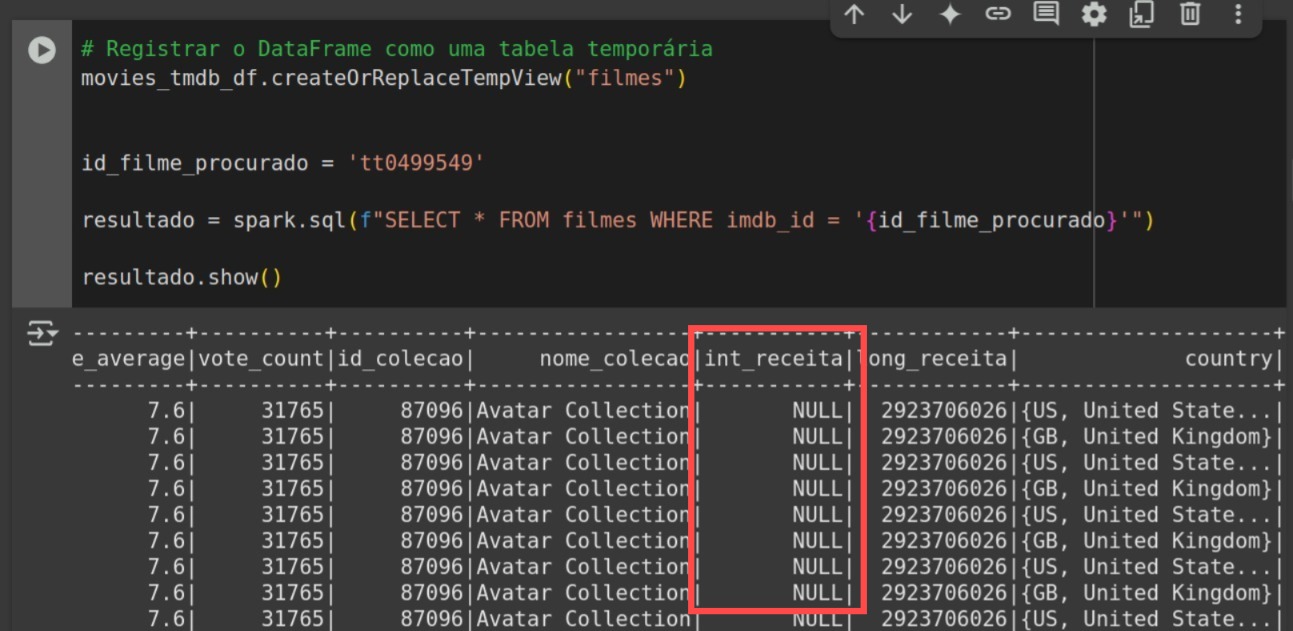 # Registrar o DataFrame como uma tabela temporária
movies_tmdb_df.createOrReplaceTempView("filmes")
id_filme_procurado = 'tt0499549'
resultado = spark.sql(f"SELECT * FROM filmes WHERE imdb_id = '{id_filme_procurado}'")
resultado.show()
---------+----------+----------+-----------------+-----------+------------+--------------------+
e_average|vote_count|id_colecao|     nome_colecao|int_receita|long_receita|             country|
---------+----------+----------+-----------------+-----------+------------+--------------------+
      7.6|     31765|     87096|Avatar Collection|       NULL|  2923706026|{US, United State...|
      7.6|     31765|     87096|Avatar Collection|       NULL|  2923706026|{GB, United Kingdom}|
      7.6|     31765|     87096|Avatar Collection|       NULL|  2923706026|{US, United State...|
      7.6|     31765|     87096|Avatar Collection|       NULL|  2923706026|{GB, United Kingdom}|
      7.6|     31765|     87096|Avatar Collection|       NULL|  2923706026|{US, United State...|
      7.6|     31765|     87096|Avatar Collection|       NULL|  2923706026|{GB, United Kingdom}|
      7.6|     31765|     87096|Avatar Collection|       NULL|  2923706026|{US, United State...|
      7.6|     31765|     87096|Avatar Collection|       NULL|  2923706026|{GB, United Kingdom}|
      7.6|     31765|     87096|Avatar Collection|       NULL|  2923706026|{US, United State...|